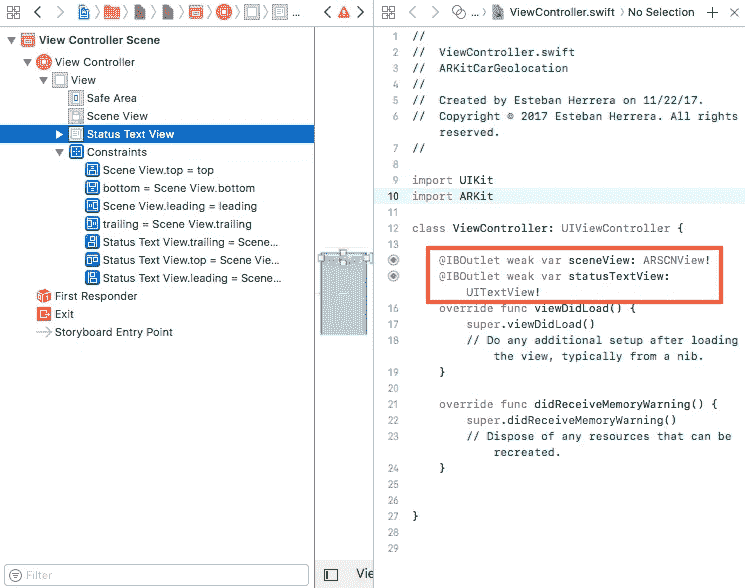 ... ViewController.swift No Selection
View Controller Scene
View Controller
View
Safe Area
Scene View
Status Text View
Constraints
Scene View.top = top
bottom = Scene View.bottom
Scene View.leading = leading
trailing = Scene View.trailing
Status Text View.trailing = Scene...
Status Text View.top = Scene Vie...
Status Text View.leading = Scen...
First Responder
Exit
Storyboard Entry Point
Filter
Vie
1 //
2 // ViewController.swift
3 // ARKitCarGeolocation
4 //
5 // Created by Esteban Herrera on 11/22/17.
6 // Copyright © 2017 Esteban Herrera. All rights
reserved.
7 //
8
9 import UIKit
10 import ARKit
11
12 class ViewController: UIViewController {
13
@IBOutlet weak var sceneView: ARSCNView!
@IBOutlet weak var statusTextView:
UITextView!
16 override func viewDidLoad() {
17 super.viewDidLoad()
18 // Do any additional setup after loading
the view, typically from a nib.
19 }
20
21 override func didReceiveMemoryWarning() {
22 super.didReceiveMemoryWarning()
23 // Dispose of any resources that can be
recreated.
24 }
25
26
27 }
28
29